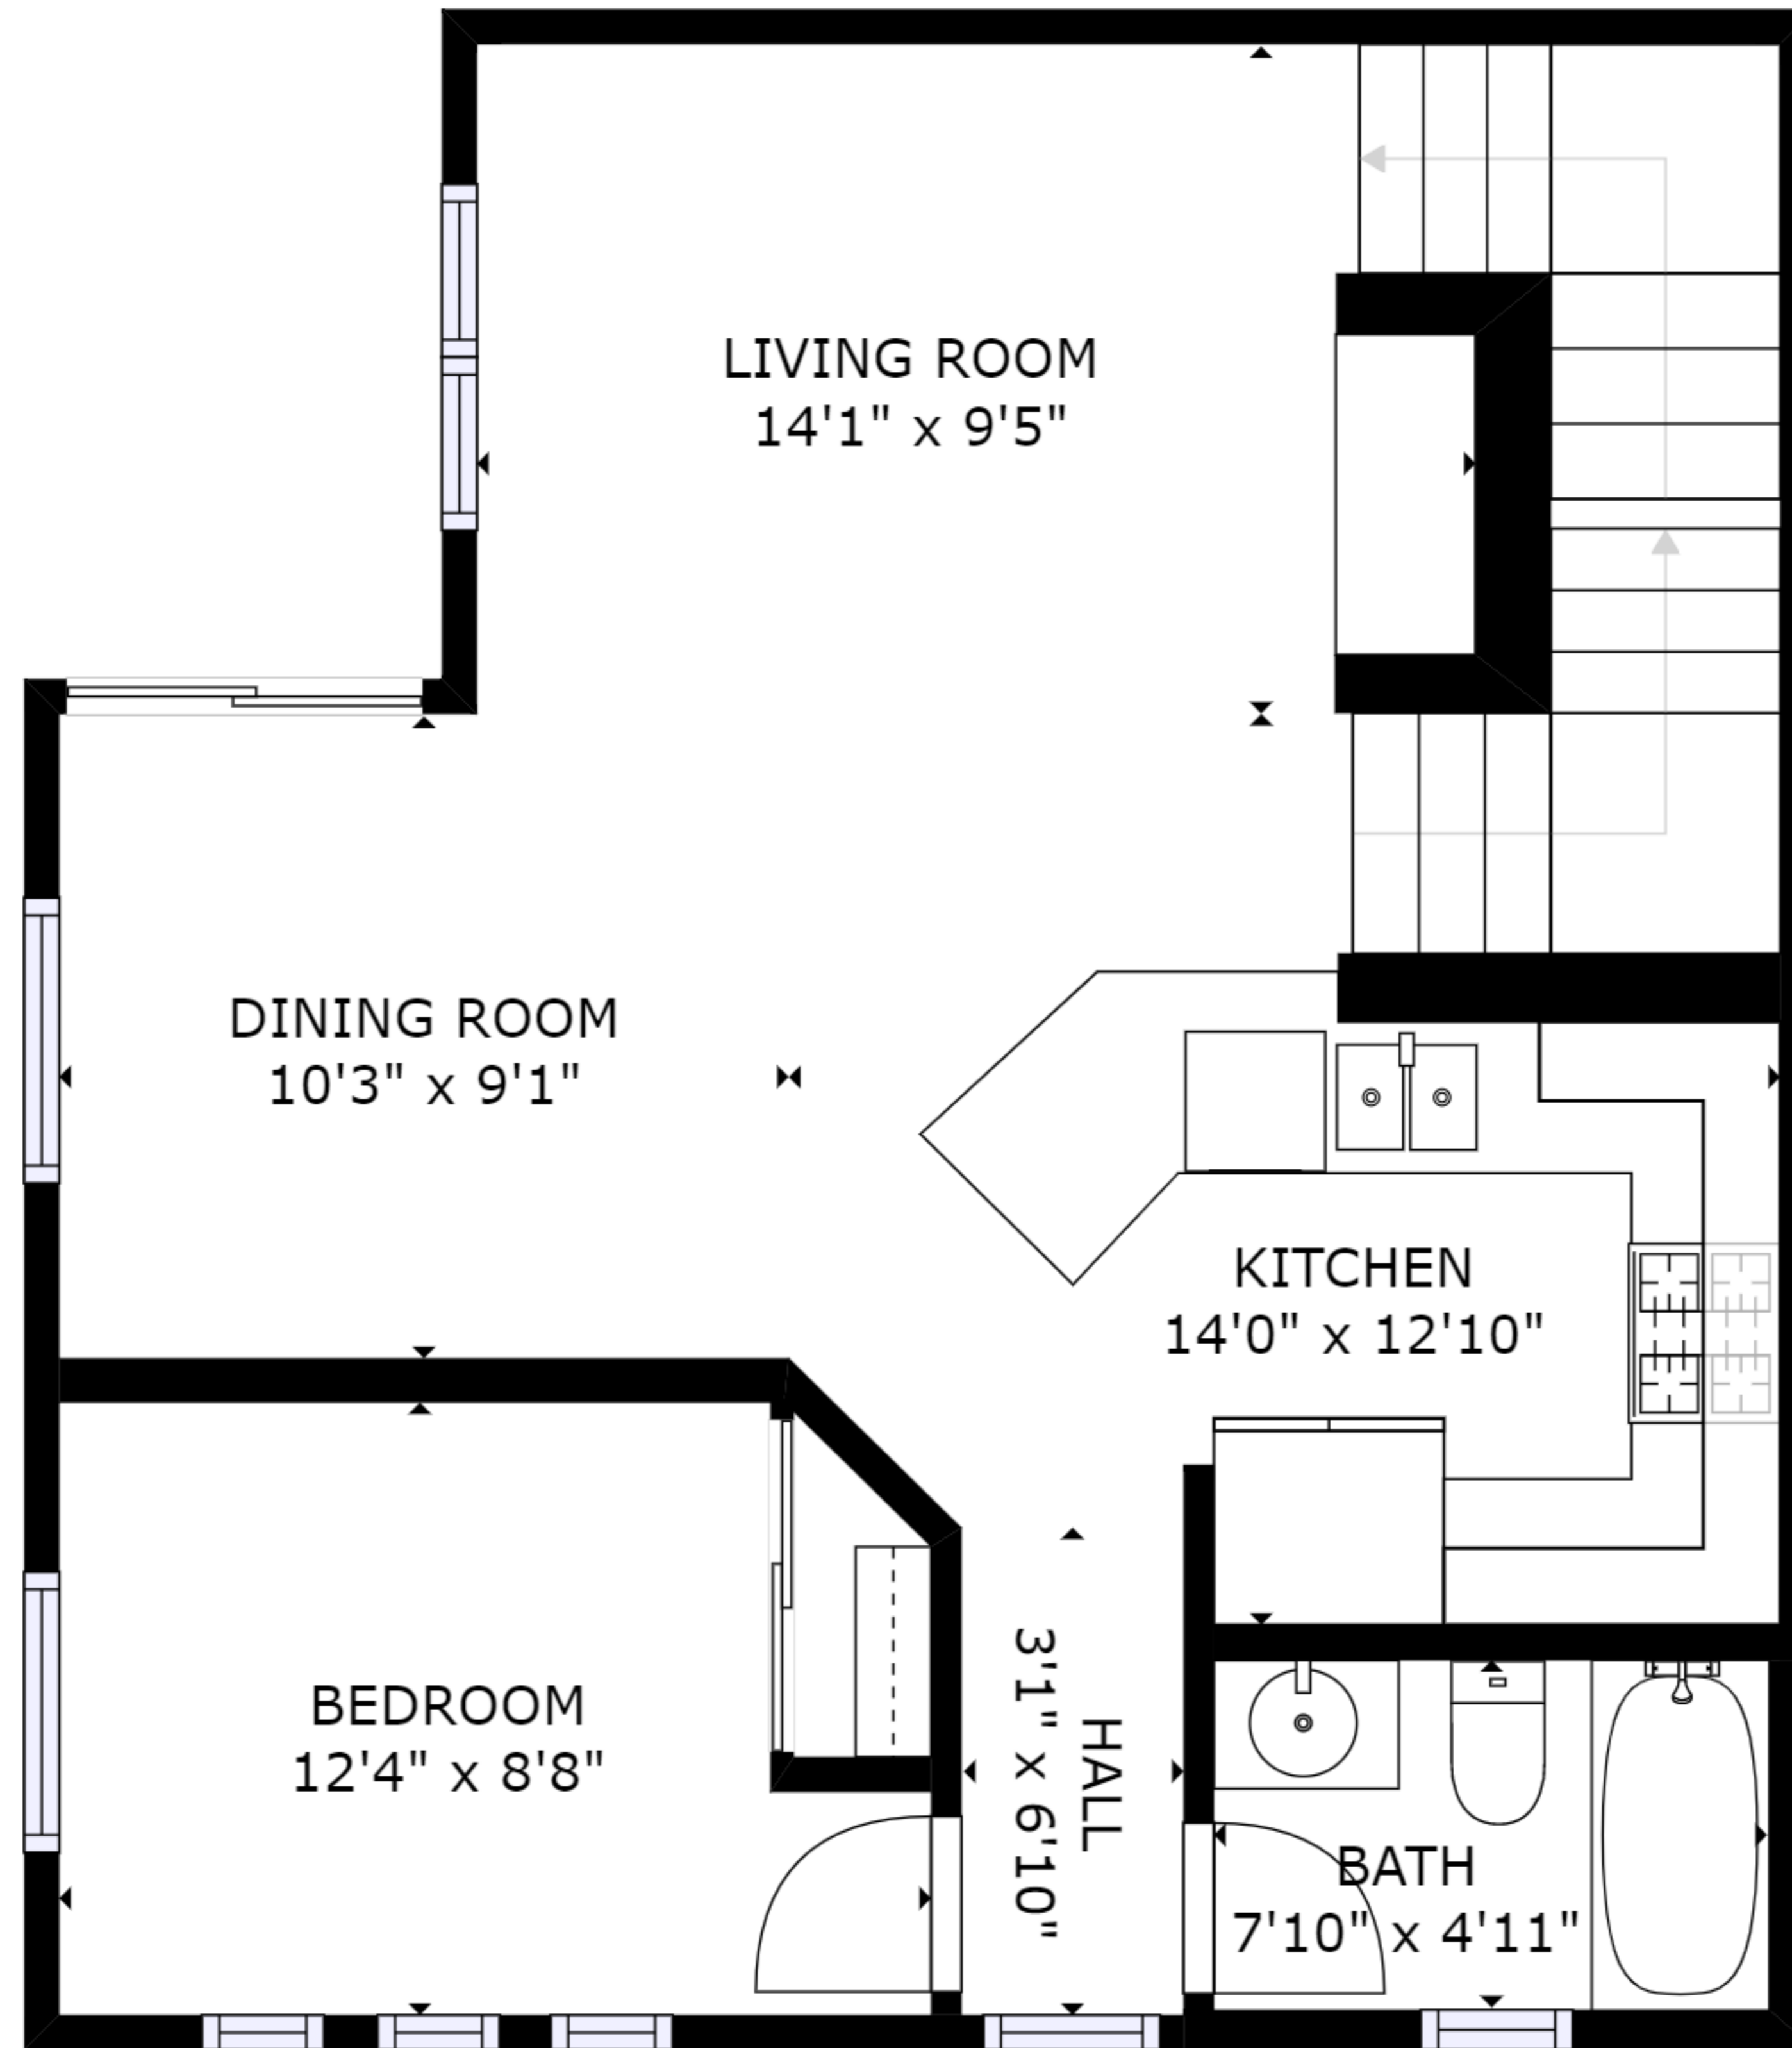 LIVING ROOM
14'1" x 9'5"
DINING ROOM
10'3" x 9'1"
KITCHEN
14'0" x 12'10"
BEDROOM
12'4" x 8'8"
HALL
3'1" x 6'10"
BATH
7'10" x 4'11"